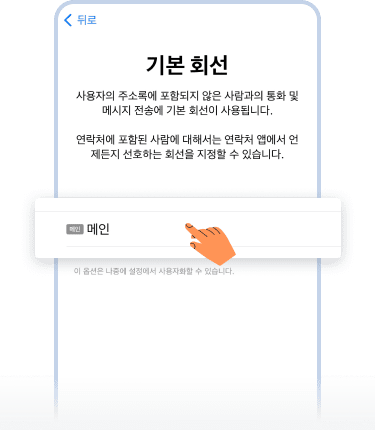 뒤로
기본 회선
사용자의 주소록에 포함되지 않은 사람과의 통화 및
메시지 전송에 기본 회선이 사용됩니다.
연락처에 포함된 사람에 대해서는 연락처 앱에서 언
제든지 선호하는 회선을 지정할 수 있습니다.
메인 메인
이 옵션은 나중에 설정에서 사용자화할 수 있습니다.